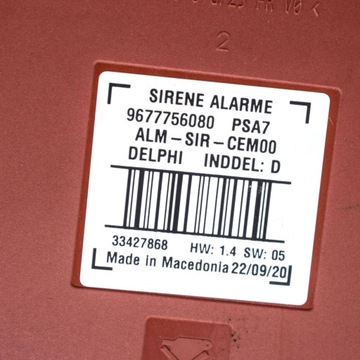 2
SIRENE ALARME
9677756080 PSA7
ALM-SIR-CEM00
DELPHI INDDEL: D
33427868 HW: 1.4 SW: 05
Made in Macedonia 22/09/20